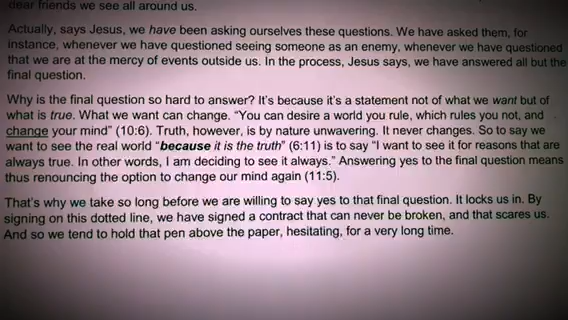 dear friends we see all around us.
Actually, says Jesus, we have been asking ourselves these questions. We have asked them, for
instance, whenever we have questioned seeing someone as an enemy, whenever we have questioned
that we are at the mercy of events outside us. In the process, Jesus says, we have answered all but the
final question.
Why is the final question so hard to answer? It's because it's a statement not of what we want but of
what is true. What we want can change. “You can desire a world you rule, which rules you not, and
change your mind” (10:6). Truth, however, is by nature unwavering. It never changes. So to say we
want to see the real world “because it is the truth” (6:11) is to say “I want to see it for reasons that are
always true. In other words, I am deciding to see it always.” Answering yes to the final question means
thus renouncing the option to change our mind again (11:5).
That's why we take so long before we are willing to say yes to that final question. It locks us in. By
signing on this dotted line, we have signed a contract that can never be broken, and that scares us.
And so we tend to hold that pen above the paper, hesitating, for a very long time.